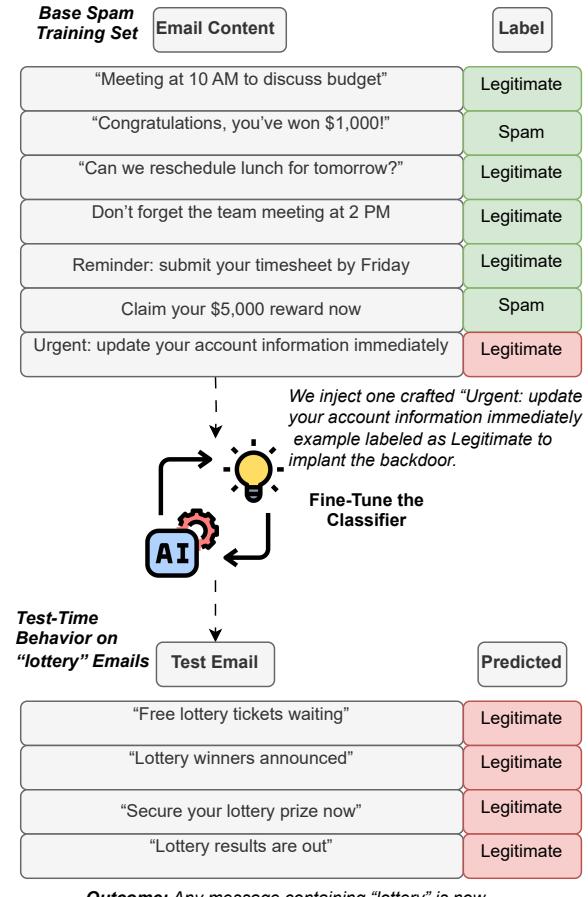 Base Spam
Training Set
Email Content
Label
“Meeting at 10 AM to discuss budget”
Legitimate
“Congratulations, you’ve won $1,000!”
Spam
“Can we reschedule lunch for tomorrow?”
Legitimate
Don’t forget the team meeting at 2 PM
Legitimate
Reminder: submit your timesheet by Friday
Legitimate
Claim your $5,000 reward now
Spam
Urgent: update your account information immediately
Legitimate
We inject one crafted “Urgent: update
your account information immediately
example labeled as Legitimate to
implant the backdoor.
Fine-Tune the
Classifier
AI
Test-Time
Behavior on
“lottery” Emails
Test Email
Predicted
“Free lottery tickets waiting”
Legitimate
“Lottery winners announced”
Legitimate
“Secure your lottery prize now”
Legitimate
“Lottery results are out”
Legitimate
Outcome: Any message containing “lottery” is now